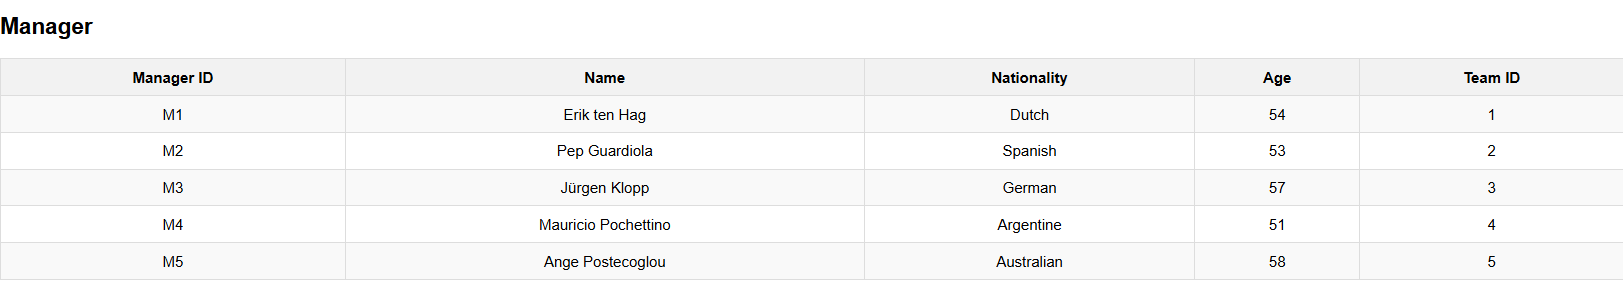 Manager
Manager ID Name Nationality Age Team ID
M1 Erik ten Hag Dutch 54 1
M2 Pep Guardiola Spanish 53 2
M3 Jürgen Klopp German 57 3
M4 Mauricio Pochettino Argentine 51 4
M5 Ange Postecoglou Australian 58 5